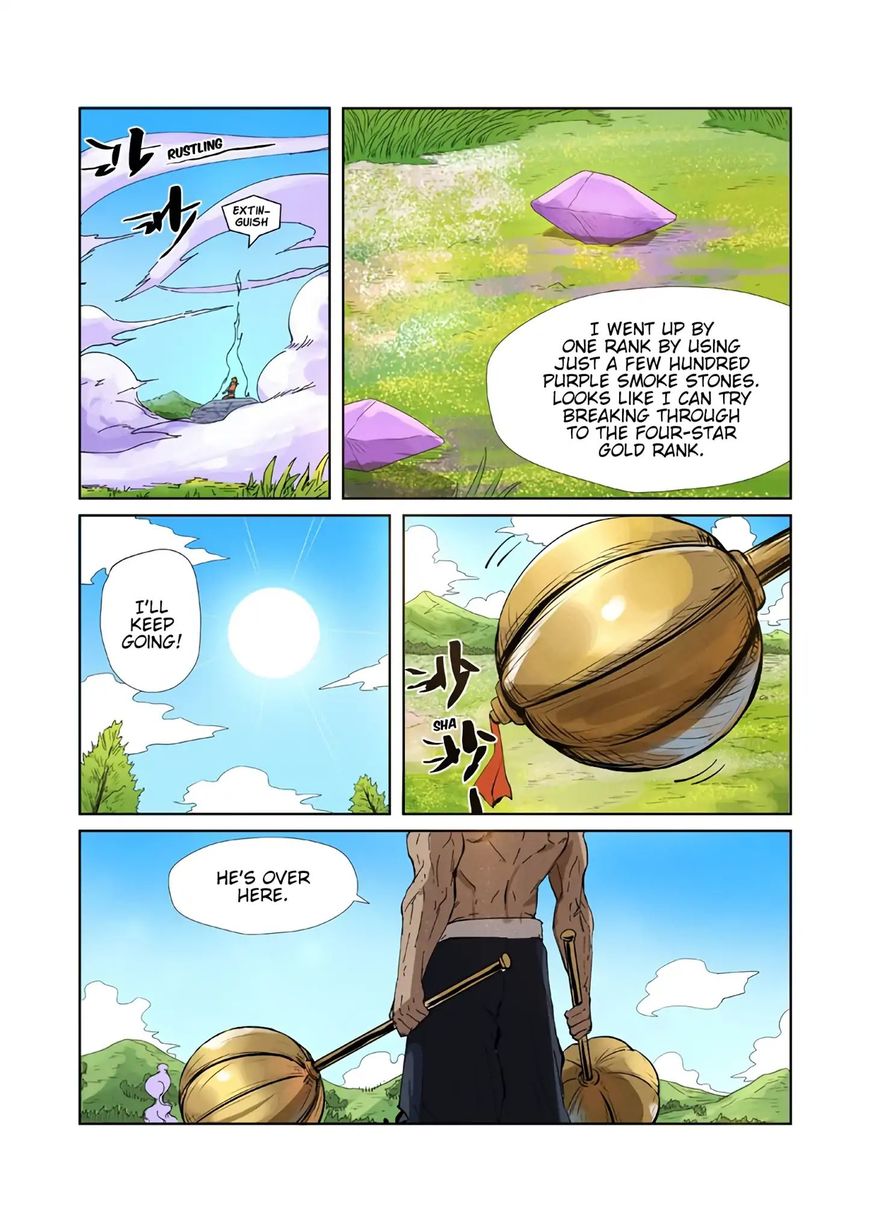 RUSTLING
EXTIN-
GUISH
I WENT UP BY
ONE RANK BY USING
JUST A FEW HUNDRED
PURPLE SMOKE STONES.
LOOKS LIKE I CAN TRY
BREAKING THROUGH
TO THE FOUR-STAR
GOLD RANK.
I'LL
KEEP
GOING!
SHA
HE'S OVER
HERE.